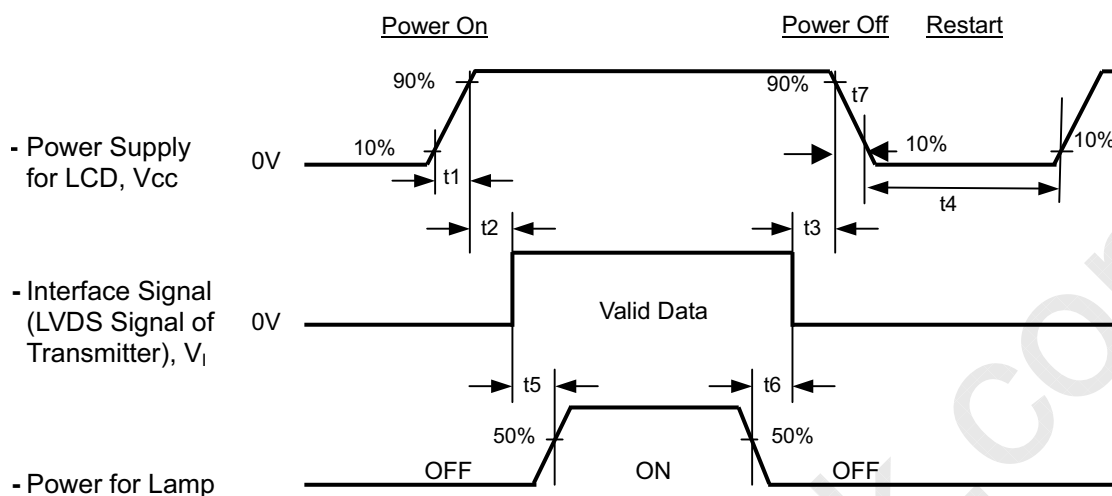 Power On
Power Off
Restart
90%
90%
t7
- Power Supply
for LCD, Vcc
0V
10%
10%
10%
t1
t4
t2
t3
- Interface Signal
(LVDS Signal of
Transmitter), VI
0V
Valid Data
t5
t6
50%
50%
- Power for Lamp
OFF
ON
OFF